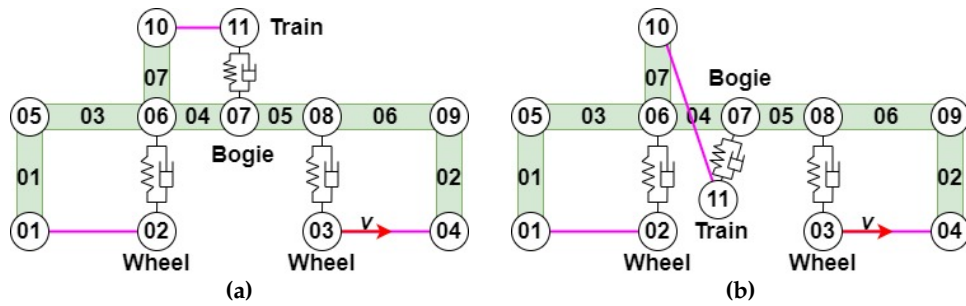 10 11 Train 10
07 07 Bogie
05 03 06 04 07 05 08 06 09 05 03 06 04 07 05 08 06 09
Bogie
01 02 01 11 02
01 02 03 V 04 01 02 Train 03 V 04
Wheel Wheel Wheel Wheel
(a) (b)